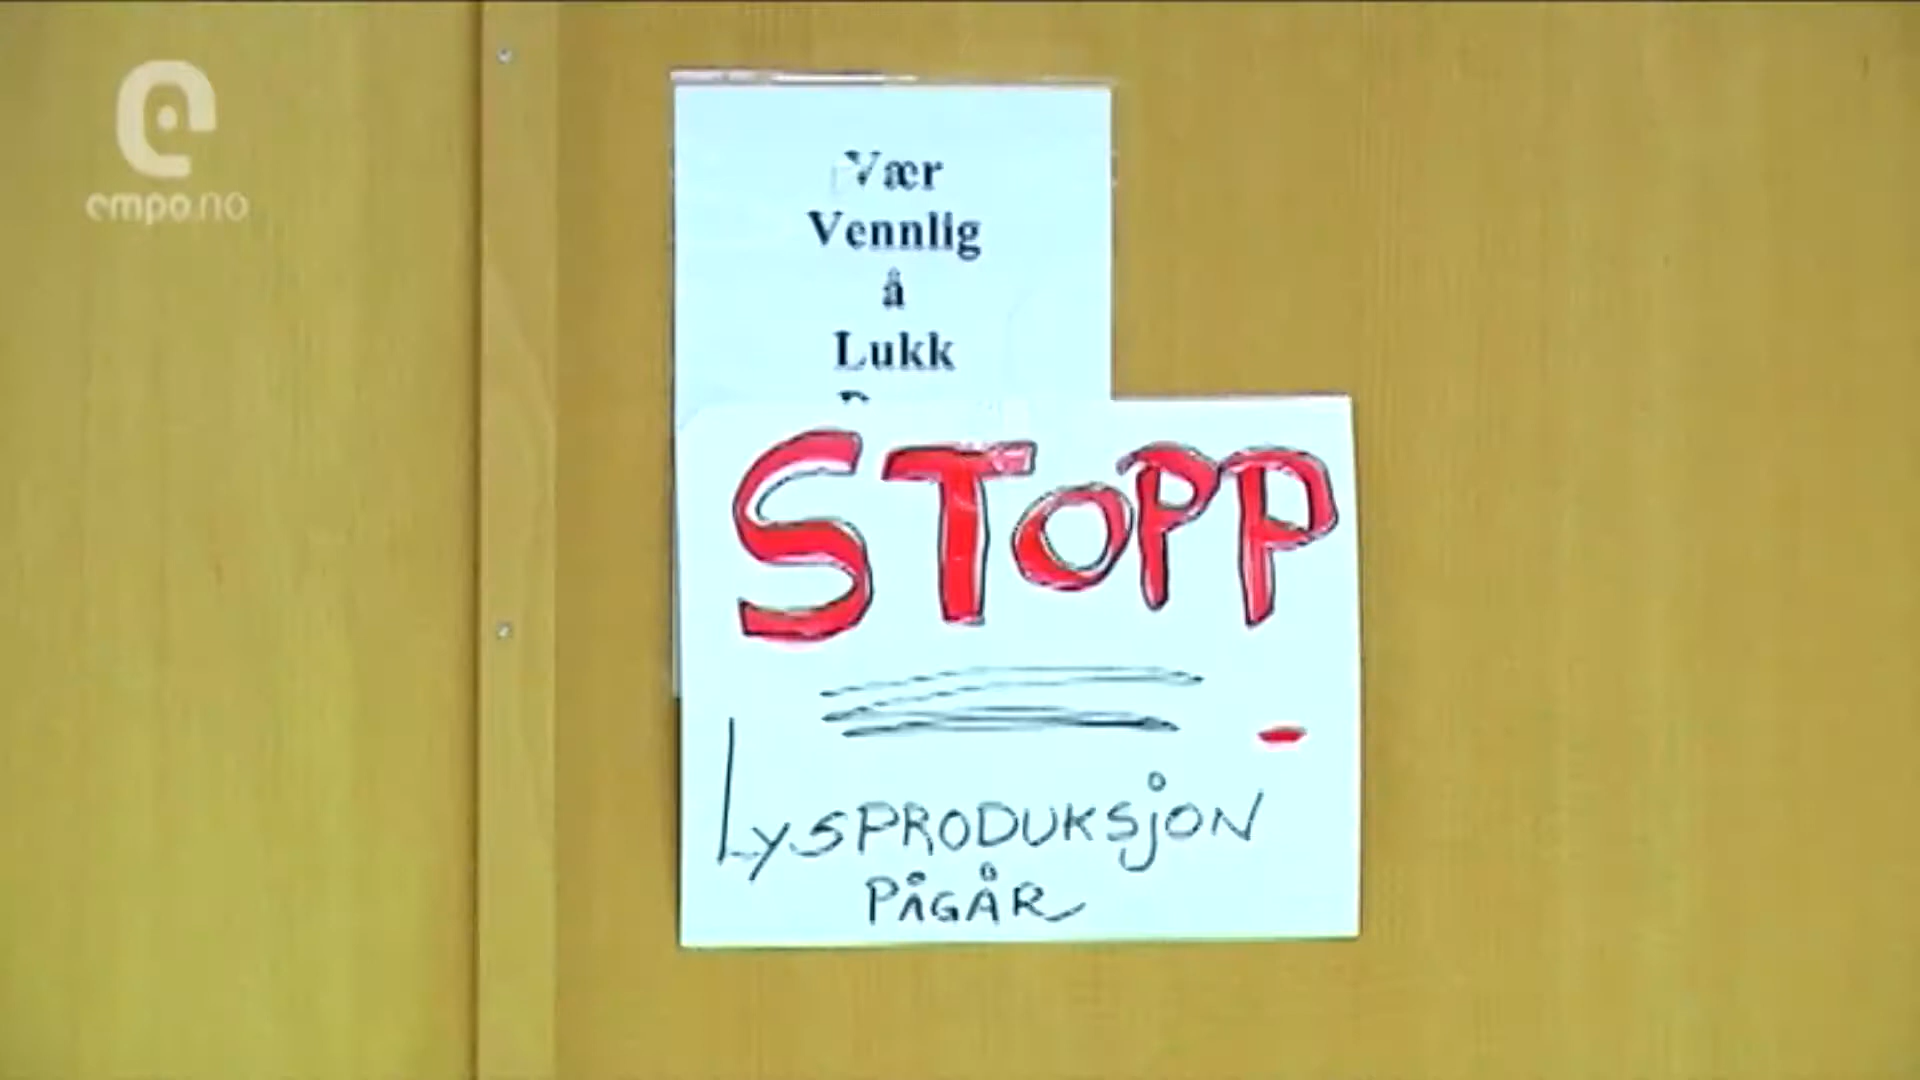 empo.no
Vær
Vennlig
å
Lukk
STOPP
LYSPRODUKSjON
PÅGÅR